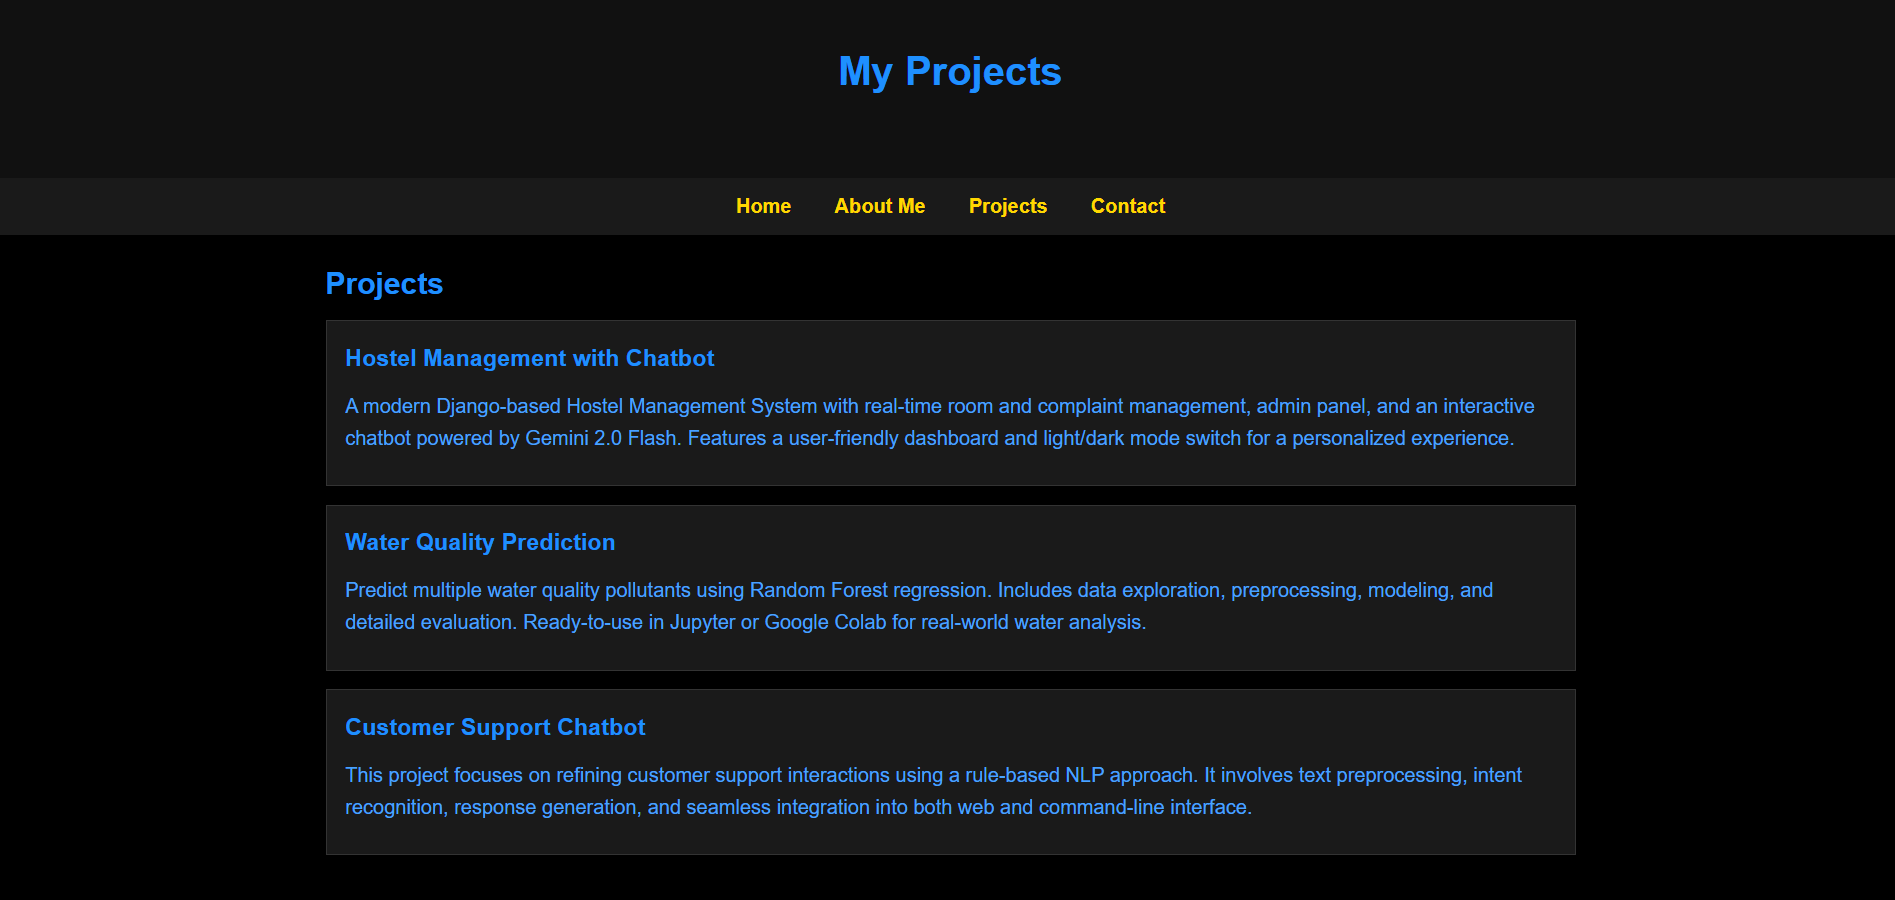 My Projects
Home About Me Projects Contact
Projects
Hostel Management with Chatbot
A modern Django-based Hostel Management System with real-time room and complaint management, admin panel, and an interactive
chatbot powered by Gemini 2.0 Flash. Features a user-friendly dashboard and light/dark mode switch for a personalized experience.
Water Quality Prediction
Predict multiple water quality pollutants using Random Forest regression. Includes data exploration, preprocessing, modeling, and
detailed evaluation. Ready-to-use in Jupyter or Google Colab for real-world water analysis.
Customer Support Chatbot
This project focuses on refining customer support interactions using a rule-based NLP approach. It involves text preprocessing, intent
recognition, response generation, and seamless integration into both web and command-line interface.